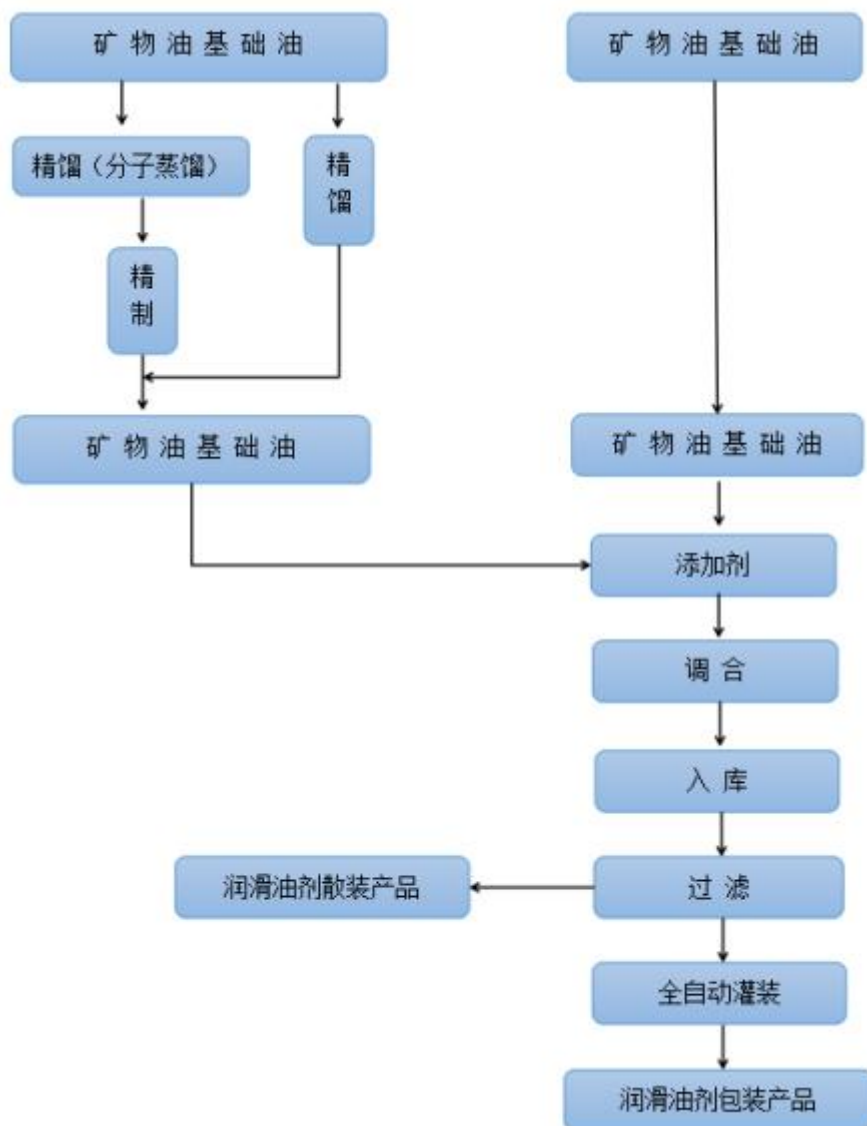 矿物油基础油
矿物油基础油
精馏（分子蒸馏）
精
馏
精
制
矿物油基础油
矿物油基础油
添加剂
调合
入库
过滤
润滑油剂散装产品
全自动灌装
润滑油剂包装产品